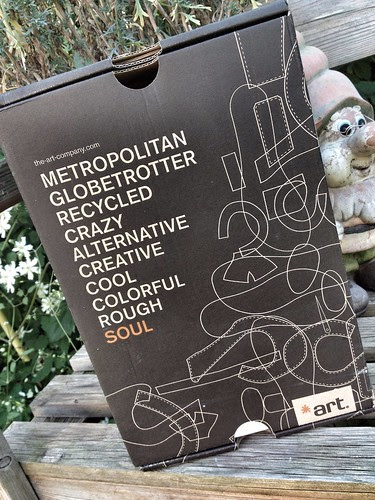 the-art-company.com
METROPOLITAN
GLOBETROTTER
RECYCLED
CRAZY
ALTERNATIVE
CREATIVE
COOL
COLORFUL
ROUGH
SOUL
*art.